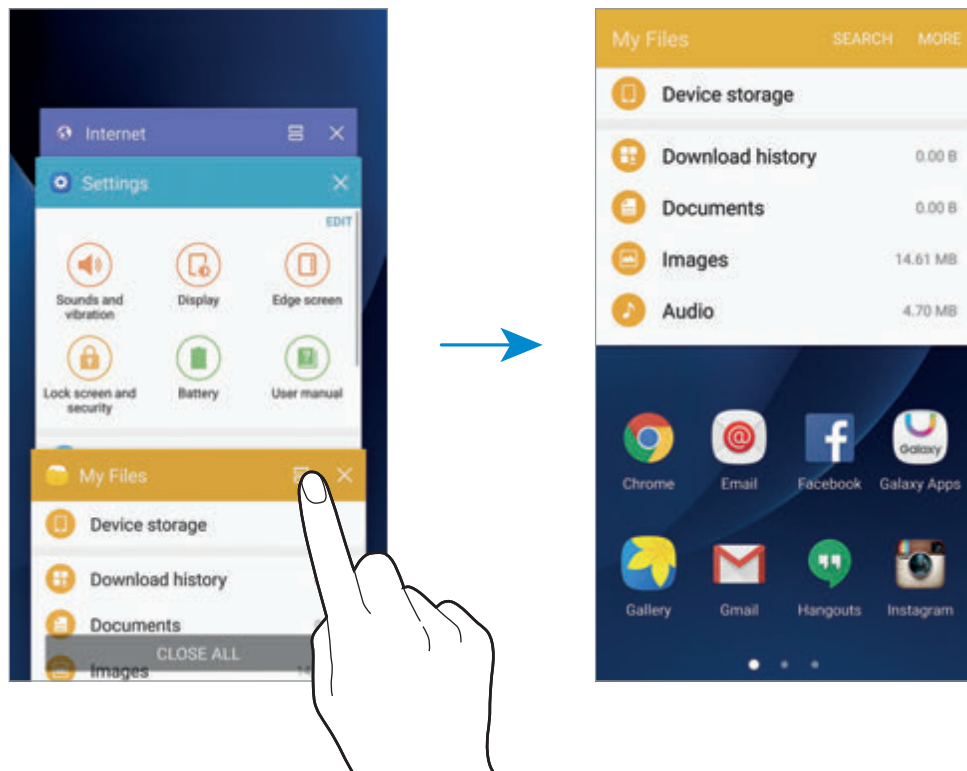 Internet
Settings
EDIT
Sounds and
vibration
Display
Edge screen
Lock screen and
security
Battery
User manual
My Files
Device storage
Download history
Documents
CLOSE ALL
Images
My Files SEARCH MORE
Device storage
Download history 0.00 B
Documents 0.00 B
Images 14.61 MB
Audio 4.70 MB
Galaxy
Chrome Email Facebook Galaxy Apps
Gallery Gmail Hangouts Instagram